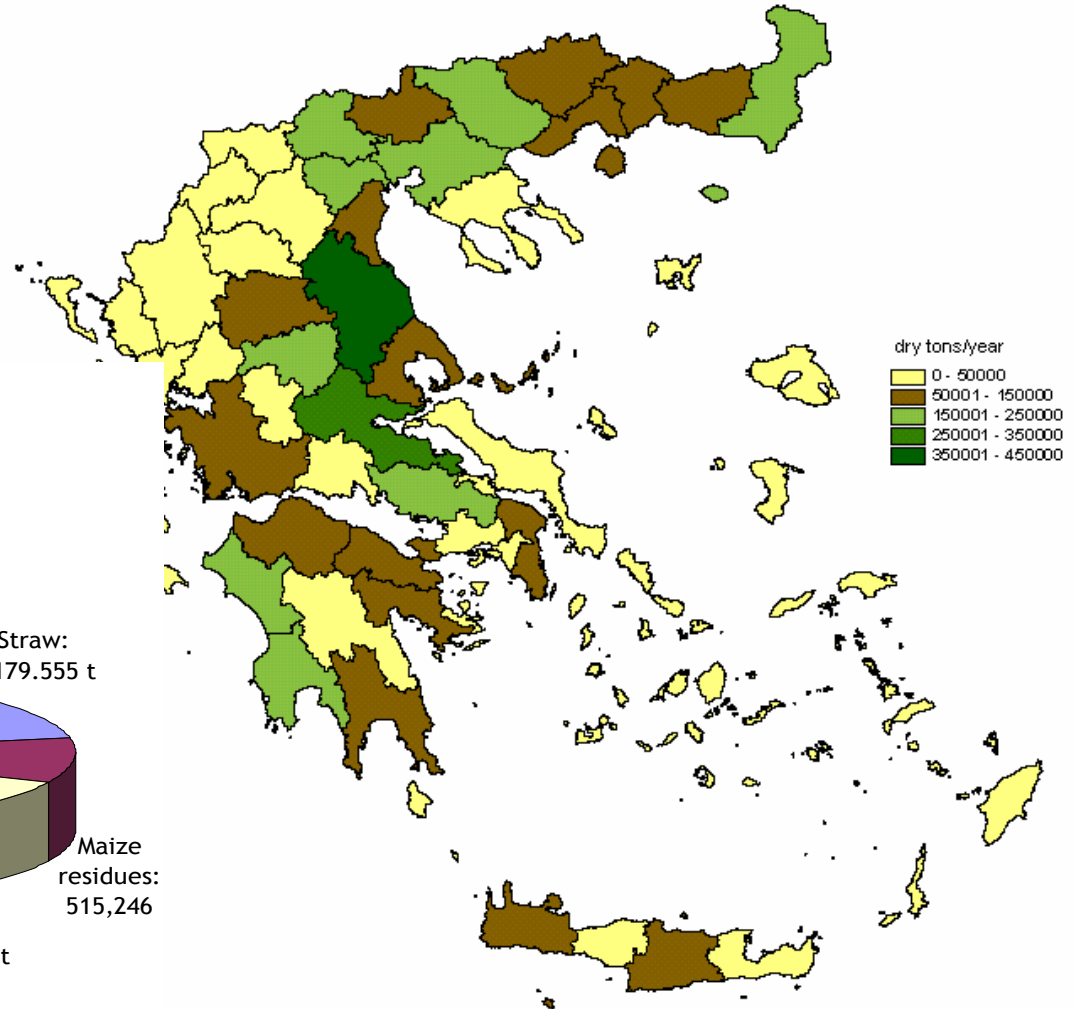 dry tons/year
0 - 50000
50001 - 150000
150001 - 250000
250001 - 350000
350001 - 450000
Straw:
179.555 t
Maize
residues:
515,246
t